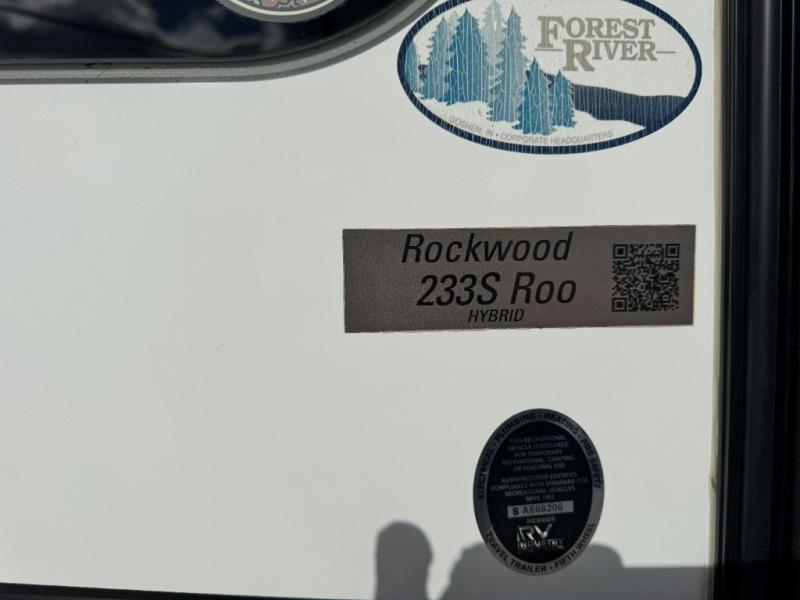 FOREST
RIVER
GOSHEN, IN • CORPORATE HEADQUARTERS
Rockwood
233S Roo
HYBRID
ELECTRICAL • PLUMBING • HEATING • FIRE SAFETY
THIS RECREATIONAL
VEHICLE IS DESIGNED
FOR TEMPORARY
RECREATIONAL, CAMPING,
OR SEASONAL USE
MANUFACTURER CERTIFIES
COMPLIANCE WITH STANDARD FOR
RECREATIONAL VEHICLES
NFPA 1192
S A666206
MEMBER
RV
INDUSTRY
TRAVEL TRAILER • FIFTH WHEEL